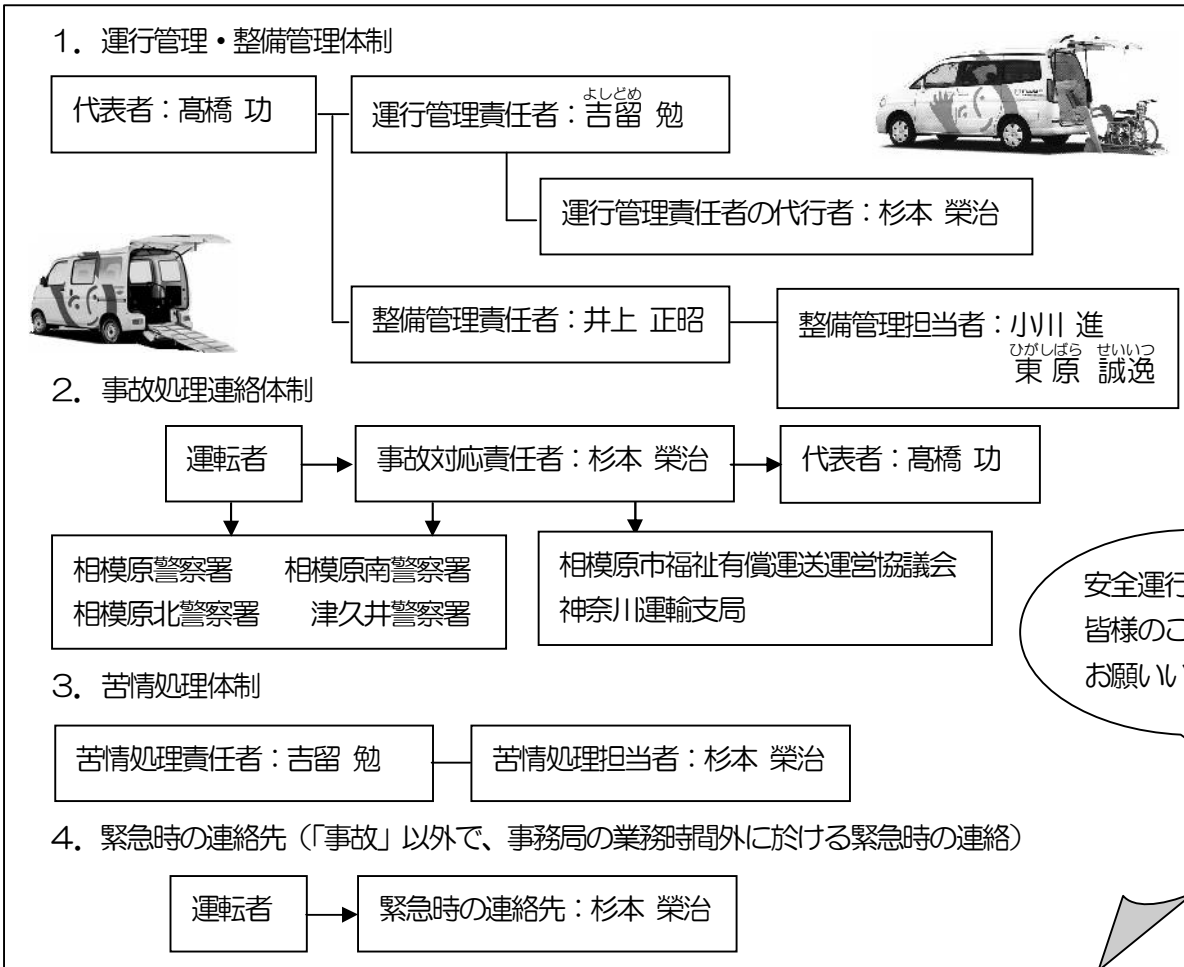 1．運行管理・整備管理体制
代表者：髙橋 功
よしどめ
運行管理責任者：吉留 勉
運行管理責任者の代行者：杉本 榮治
整備管理責任者：井上 正昭
整備管理担当者：小川 進
ひがしばら せいいつ
東原 誠逸
2．事故処理連絡体制
運転者
事故対応責任者：杉本 榮治
代表者：髙橋 功
相模原警察署 相模原南警察署
相模原北警察署 津久井警察署
相模原市福祉有償運送運営協議会
神奈川運輸支局
安全運行
皆様のご
お願いい
3．苦情処理体制
苦情処理責任者：吉留 勉
苦情処理担当者：杉本 榮治
4．緊急時の連絡先（「事故」以外で、事務局の業務時間外に於ける緊急時の連絡）
運転者
緊急時の連絡先：杉本 榮治